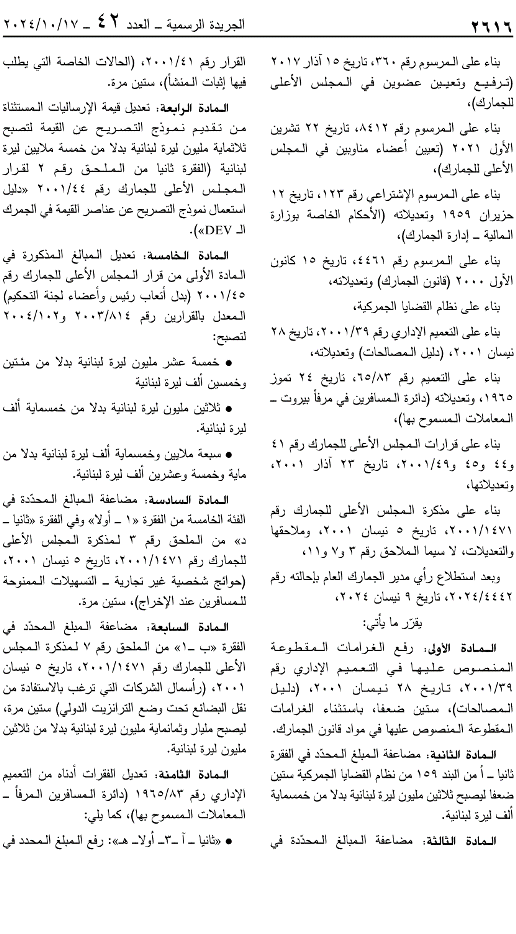 ٢٦١٦
الجريدة الرسمية ـ العدد ٤٢ ـ ٢٠٢٤/١٠/١٧
بناء على المرسوم رقم ٣٦٠، تاريخ ١٥ آذار ٢٠١٧
(ترفيع وتعيين عضوين في المجلس الأعلى
للجمارك)،
بناء على المرسوم رقم ٨٤١٢، تاريخ ٢٢ تشرين
الأول ٢٠٢١ (تعيين أعضاء مناوبين في المجلس
الأعلى للجمارك)،
بناء على المرسوم الإشتراعي رقم ١٢٣، تاريخ ١٢
حزيران ١٩٥٩ وتعديلاته (الأحكام الخاصة بوزارة
المالية ـ إدارة الجمارك)،
بناء على المرسوم رقم ٤٤٦١، تاريخ ١٥ كانون
الأول ٢٠٠٠ (قانون الجمارك) وتعديلاته،
بناء على نظام القضايا الجمركية،
بناء على التعميم الإداري رقم ٢٠٠١/٣٩، تاريخ ٢٨
نيسان ٢٠٠١، (دليل المصالحات) وتعديلاته،
بناء على التعميم رقم ٦٥/٨٣، تاريخ ٢٤ تموز
١٩٦٥، وتعديلاته (دائرة المسافرين في مرفأ بيروت ـ
المعاملات المسموح بها)،
بناء على قرارات المجلس الأعلى للجمارك رقم ٤١
و٤٤ و٤٥ و٢٠٠١/٤٩، تاريخ ٢٣ آذار ٢٠٠١،
وتعديلاتها،
بناء على مذكرة المجلس الأعلى للجمارك رقم
٢٠٠١/١٤٧١، تاريخ ٥ نيسان ٢٠٠١، وملاحقها
والتعديلات، لا سيما الملاحق رقم ٣ و٧ و١١،
وبعد استطلاع رأي مدير الجمارك العام بإحالته رقم
٢٠٢٤/٤٤٤٢، تاريخ ٩ نيسان ٢٠٢٤،
يقرّر ما يأتي:
المادة الأولى: رفع الغرامات المقطوعة
المنصوص عليها في التعميم الإداري رقم
٢٠٠١/٣٩، تاريخ ٢٨ نيسان ٢٠٠١، (دليل
المصالحات)، ستين ضعفا، باستثناء الغرامات
المقطوعة المنصوص عليها في مواد قانون الجمارك.
المادة الثانية: مضاعفة المبلغ المحدّد في الفقرة
ثانيا ـ أ من البند ١٥٩ من نظام القضايا الجمركية ستين
ضعفا ليصبح ثلاثين مليون ليرة لبنانية بدلا من خمسماية
ألف ليرة لبنانية.
المادة الثالثة: مضاعفة المبالغ المحدّدة في
القرار رقم ٢٠٠١/٤١، (الحالات الخاصة التي يطلب
فيها إثبات المنشأ)، ستين مرة.
المادة الرابعة: تعديل قيمة الإرساليات المستثناة
من تقديم نموذج التصريح عن القيمة لتصبح
ثلاثماية مليون ليرة لبنانية بدلا من خمسة ملايين ليرة
لبنانية (الفقرة ثانيا من الملحق رقم ٢ لقرار
المجلس الأعلى للجمارك رقم ٢٠٠١/٤٤ «دليل
استعمال نموذج التصريح عن عناصر القيمة في الجمرك
الـ DEV»).
المادة الخامسة: تعديل المبالغ المذكورة في
المادة الأولى من قرار المجلس الأعلى للجمارك رقم
٢٠٠١/٤٥ (بدل أتعاب رئيس وأعضاء لجنة التحكيم)
المعدل بالقرارين رقم ٢٠٠٣/٨١٤ و٢٠٠٤/١٠٢
لتصبح:
• خمسة عشر مليون ليرة لبنانية بدلا من مئتين
وخمسين ألف ليرة لبنانية
• ثلاثين مليون ليرة لبنانية بدلا من خمسماية ألف
ليرة لبنانية.
• سبعة ملايين وخمسماية ألف ليرة لبنانية بدلا من
ماية وخمسة وعشرين ألف ليرة لبنانية.
المادة السادسة: مضاعفة المبالغ المحدّدة في
الفئة الخامسة من الفقرة «١ ـ أولا» وفي الفقرة «ثانيا ـ
د» من الملحق رقم ٣ لمذكرة المجلس الأعلى
للجمارك رقم ٢٠٠١/١٤٧١، تاريخ ٥ نيسان ٢٠٠١،
(حوائج شخصية غير تجارية ـ التسهيلات الممنوحة
للمسافرين عند الإخراج)، ستين مرة.
المادة السابعة: مضاعفة المبلغ المحدّد في
الفقرة «ب ـ١» من الملحق رقم ٧ لمذكرة المجلس
الأعلى للجمارك رقم ٢٠٠١/١٤٧١، تاريخ ٥ نيسان
٢٠٠١، (رأسمال الشركات التي ترغب بالاستفادة من
نقل البضائع تحت وضع الترانزيت الدولي) ستين مرة،
ليصبح مليار وثمانماية مليون ليرة لبنانية بدلا من ثلاثين
مليون ليرة لبنانية.
المادة الثامنة: تعديل الفقرات أدناه من التعميم
الإداري رقم ١٩٦٥/٨٣ (دائرة المسافرين المرفأ ـ
المعاملات المسموح بها)، كما يلي:
• «ثانيا ـ آ ـ٣ـ أولاـ هـ»: رفع المبلغ المحدد في